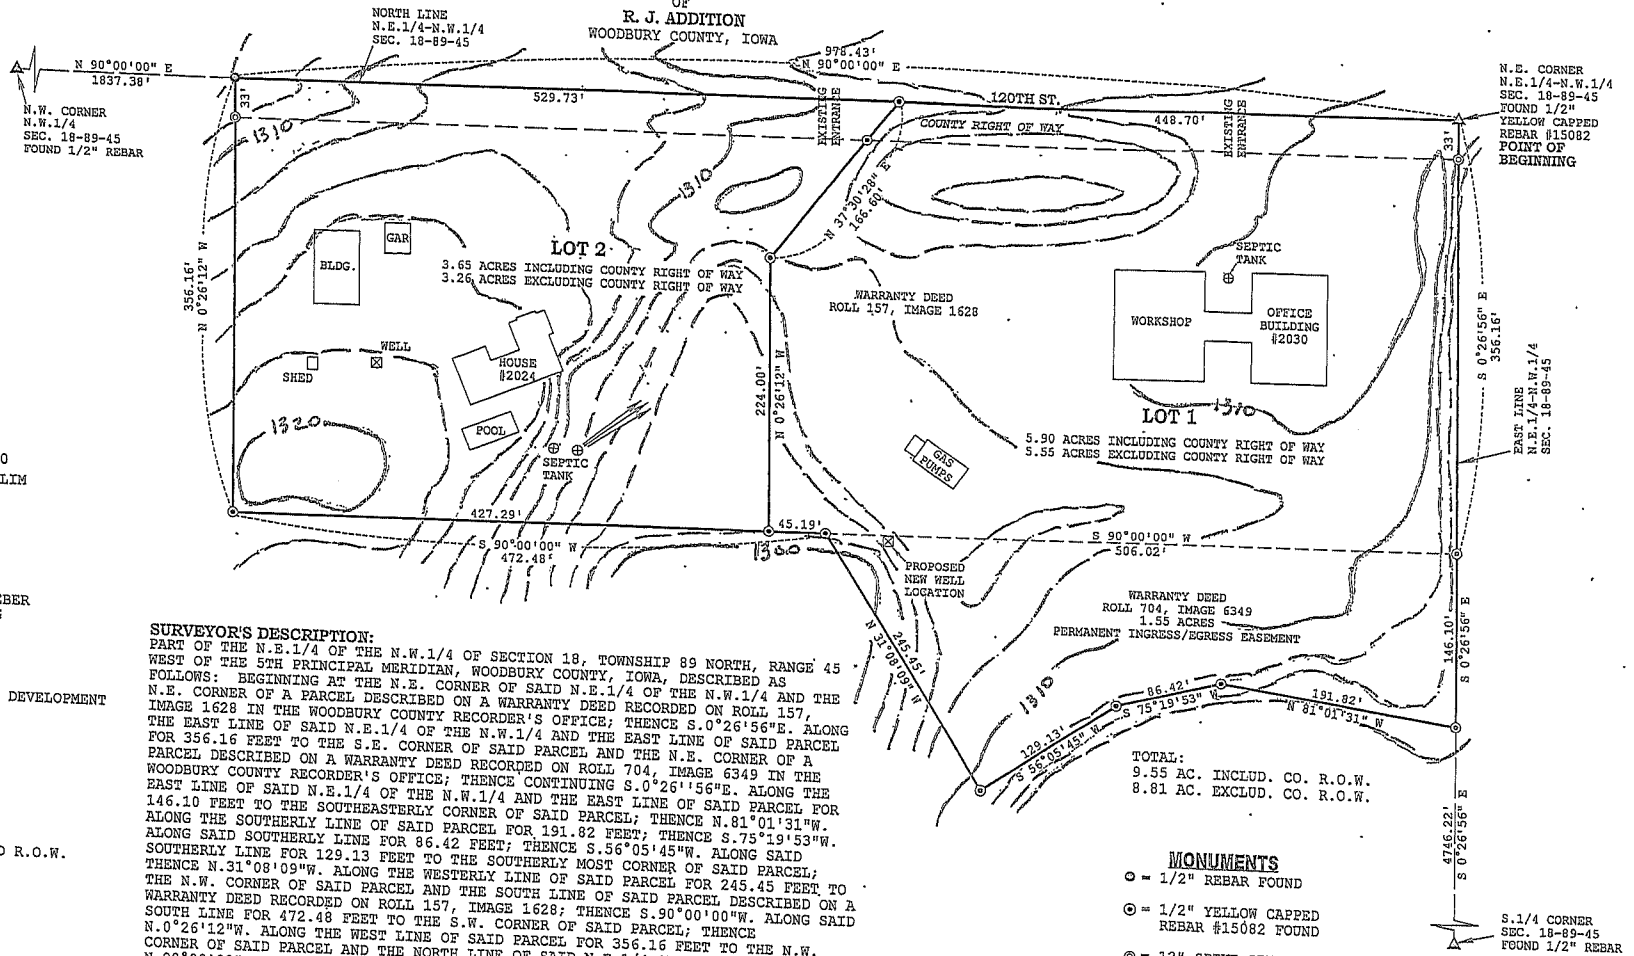 OF
R. J. ADDITION
WOODBURY COUNTY, IOWA
NORTH LINE
N.E.1/4-N.W.1/4
SEC. 18-89-45
N 90°00'00" E
1837.38'
N.W. CORNER
N.W.1/4
SEC. 18-89-45
FOUND 1/2" REBAR
978.43'
N 90°00'00" E
529.73'
33'
1310
EXISTING
ENTRANCE
120TH ST.
COUNTY RIGHT OF WAY
448.70'
EXISTING
ENTRANCE
33'
N.E. CORNER
N.E.1/4-N.W.1/4
SEC. 18-89-45
FOUND 1/2"
YELLOW CAPPED
REBAR #15082
POINT OF
BEGINNING
1310
N 37°30'28" E
166.60'
356.16'
N 0°26'12" W
BLDG.
GAR
LOT 2
3.65 ACRES INCLUDING COUNTY RIGHT OF WAY
3.26 ACRES EXCLUDING COUNTY RIGHT OF WAY
WARRANTY DEED
ROLL 157, IMAGE 1628
SEPTIC
TANK
WORKSHOP
OFFICE
BUILDING
#2030
S 0°26'56" E
356.16'
EAST LINE
N.E.1/4-N.W.1/4
SEC. 18-89-45
SHED
WELL
HOUSE
#2024
POOL
1320
SEPTIC
TANK
224.00'
N 0°26'12" W
1310
LOT 1
5.90 ACRES INCLUDING COUNTY RIGHT OF WAY
5.55 ACRES EXCLUDING COUNTY RIGHT OF WAY
GAS
PUMPS
427.29'
45.19'
S 90°00'00" W
472.48'
1300
S 90°00'00" W
506.02'
PROPOSED
NEW WELL
LOCATION
WARRANTY DEED
ROLL 704, IMAGE 6349
1.55 ACRES
PERMANENT INGRESS/EGRESS EASEMENT
245.45'
N 31°08'09" W
1310
129.13'
S 56°05'45" W
86.42'
S 75°19'53" W
191.82'
N 81°01'31" W
146.10'
S 0°26'56" E
O
LIM
EBER
DEVELOPMENT
R.O.W.
SURVEYOR'S DESCRIPTION:
PART OF THE N.E.1/4 OF THE N.W.1/4 OF SECTION 18, TOWNSHIP 89 NORTH, RANGE 45
WEST OF THE 5TH PRINCIPAL MERIDIAN, WOODBURY COUNTY, IOWA, DESCRIBED AS
FOLLOWS: BEGINNING AT THE N.E. CORNER OF SAID N.E.1/4 OF THE N.W.1/4 AND THE
N.E. CORNER OF A PARCEL DESCRIBED ON A WARRANTY DEED RECORDED ON ROLL 157,
IMAGE 1628 IN THE WOODBURY COUNTY RECORDER'S OFFICE; THENCE S.0°26'56"E. ALONG
THE EAST LINE OF SAID N.E.1/4 OF THE N.W.1/4 AND THE EAST LINE OF SAID PARCEL
FOR 356.16 FEET TO THE S.E. CORNER OF SAID PARCEL AND THE N.E. CORNER OF A
PARCEL DESCRIBED ON A WARRANTY DEED RECORDED ON ROLL 704, IMAGE 6349 IN THE
WOODBURY COUNTY RECORDER'S OFFICE; THENCE CONTINUING S.0°26''56"E. ALONG THE
EAST LINE OF SAID N.E.1/4 OF THE N.W.1/4 AND THE EAST LINE OF SAID PARCEL FOR
146.10 FEET TO THE SOUTHEASTERLY CORNER OF SAID PARCEL; THENCE N.81°01'31"W.
ALONG THE SOUTHERLY LINE OF SAID PARCEL FOR 191.82 FEET; THENCE S.75°19'53"W.
ALONG SAID SOUTHERLY LINE FOR 86.42 FEET; THENCE S.56°05'45"W. ALONG SAID
SOUTHERLY LINE FOR 129.13 FEET TO THE SOUTHERLY MOST CORNER OF SAID PARCEL;
THENCE N.31°08'09"W. ALONG THE WESTERLY LINE OF SAID PARCEL FOR 245.45 FEET TO
THE N.W. CORNER OF SAID PARCEL AND THE SOUTH LINE OF SAID PARCEL DESCRIBED ON A
WARRANTY DEED RECORDED ON ROLL 157, IMAGE 1628; THENCE S.90°00'00"W. ALONG SAID
SOUTH LINE FOR 472.48 FEET TO THE S.W. CORNER OF SAID PARCEL; THENCE
N.0°26'12"W. ALONG THE WEST LINE OF SAID PARCEL FOR 356.16 FEET TO THE N.W.
CORNER OF SAID PARCEL AND THE NORTH LINE OF SAID
TOTAL:
9.55 AC. INCLUD. CO. R.O.W.
8.81 AC. EXCLUD. CO. R.O.W.
MONUMENTS
= 1/2" REBAR FOUND
= 1/2" YELLOW CAPPED
REBAR #15082 FOUND
4746.22'
S 0°26'56" E
S.1/4 CORNER
SEC. 18-89-45
FOUND 1/2" REBAR